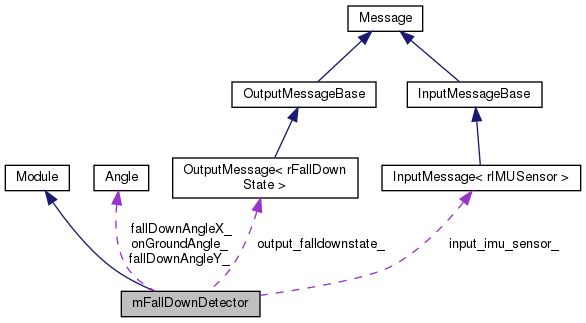 Message
OutputMessageBase
InputMessageBase
Module
Angle
OutputMessage< rFallDown
State >
InputMessage< rIMUSensor >
fallDownAngleX_
onGroundAngle_
fallDownAngleY_
output_falldownstate_
input_imu_sensor_
mFallDownDetector